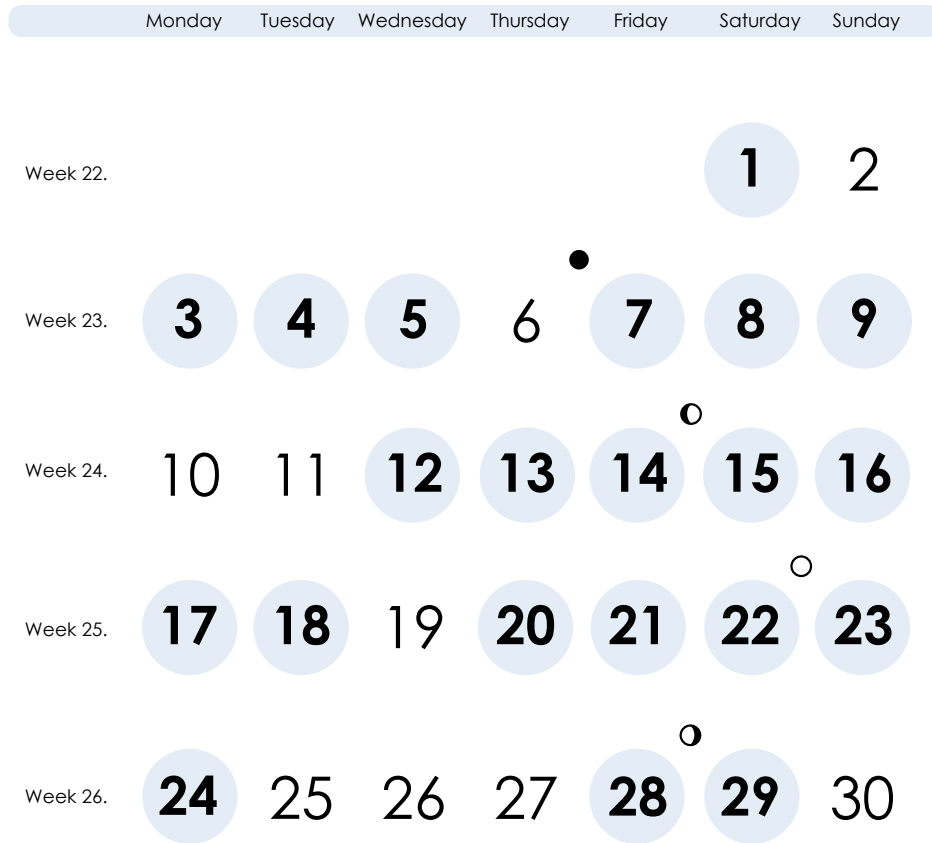 Monday Tuesday Wednesday Thursday Friday Saturday Sunday
Week 22. 1 2
Week 23. 3 4 5 6 7 8 9
Week 24. 10 11 12 13 14 15 16
Week 25. 17 18 19 20 21 22 23
Week 26. 24 25 26 27 28 29 30